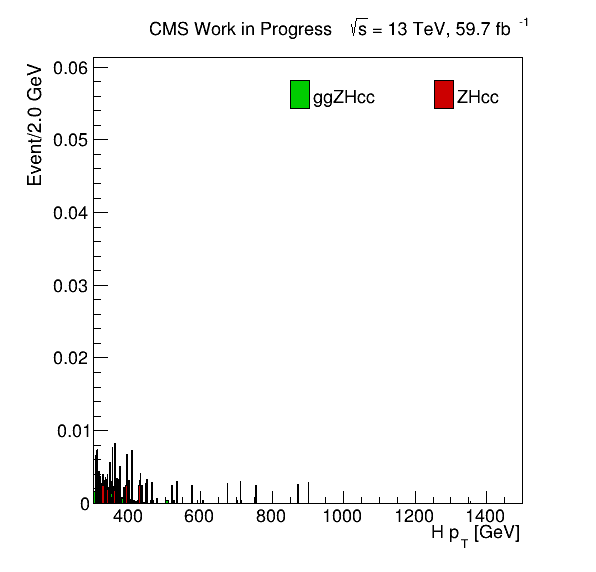 CMS Work in Progress √s = 13 TeV, 59.7 fb⁻¹
Event/2.0 GeV
0.06
0.05
0.04
0.03
0.02
0.01
0
ggZHcc
ZHcc
400 600 800 1000 1200 1400
H p_T [GeV]